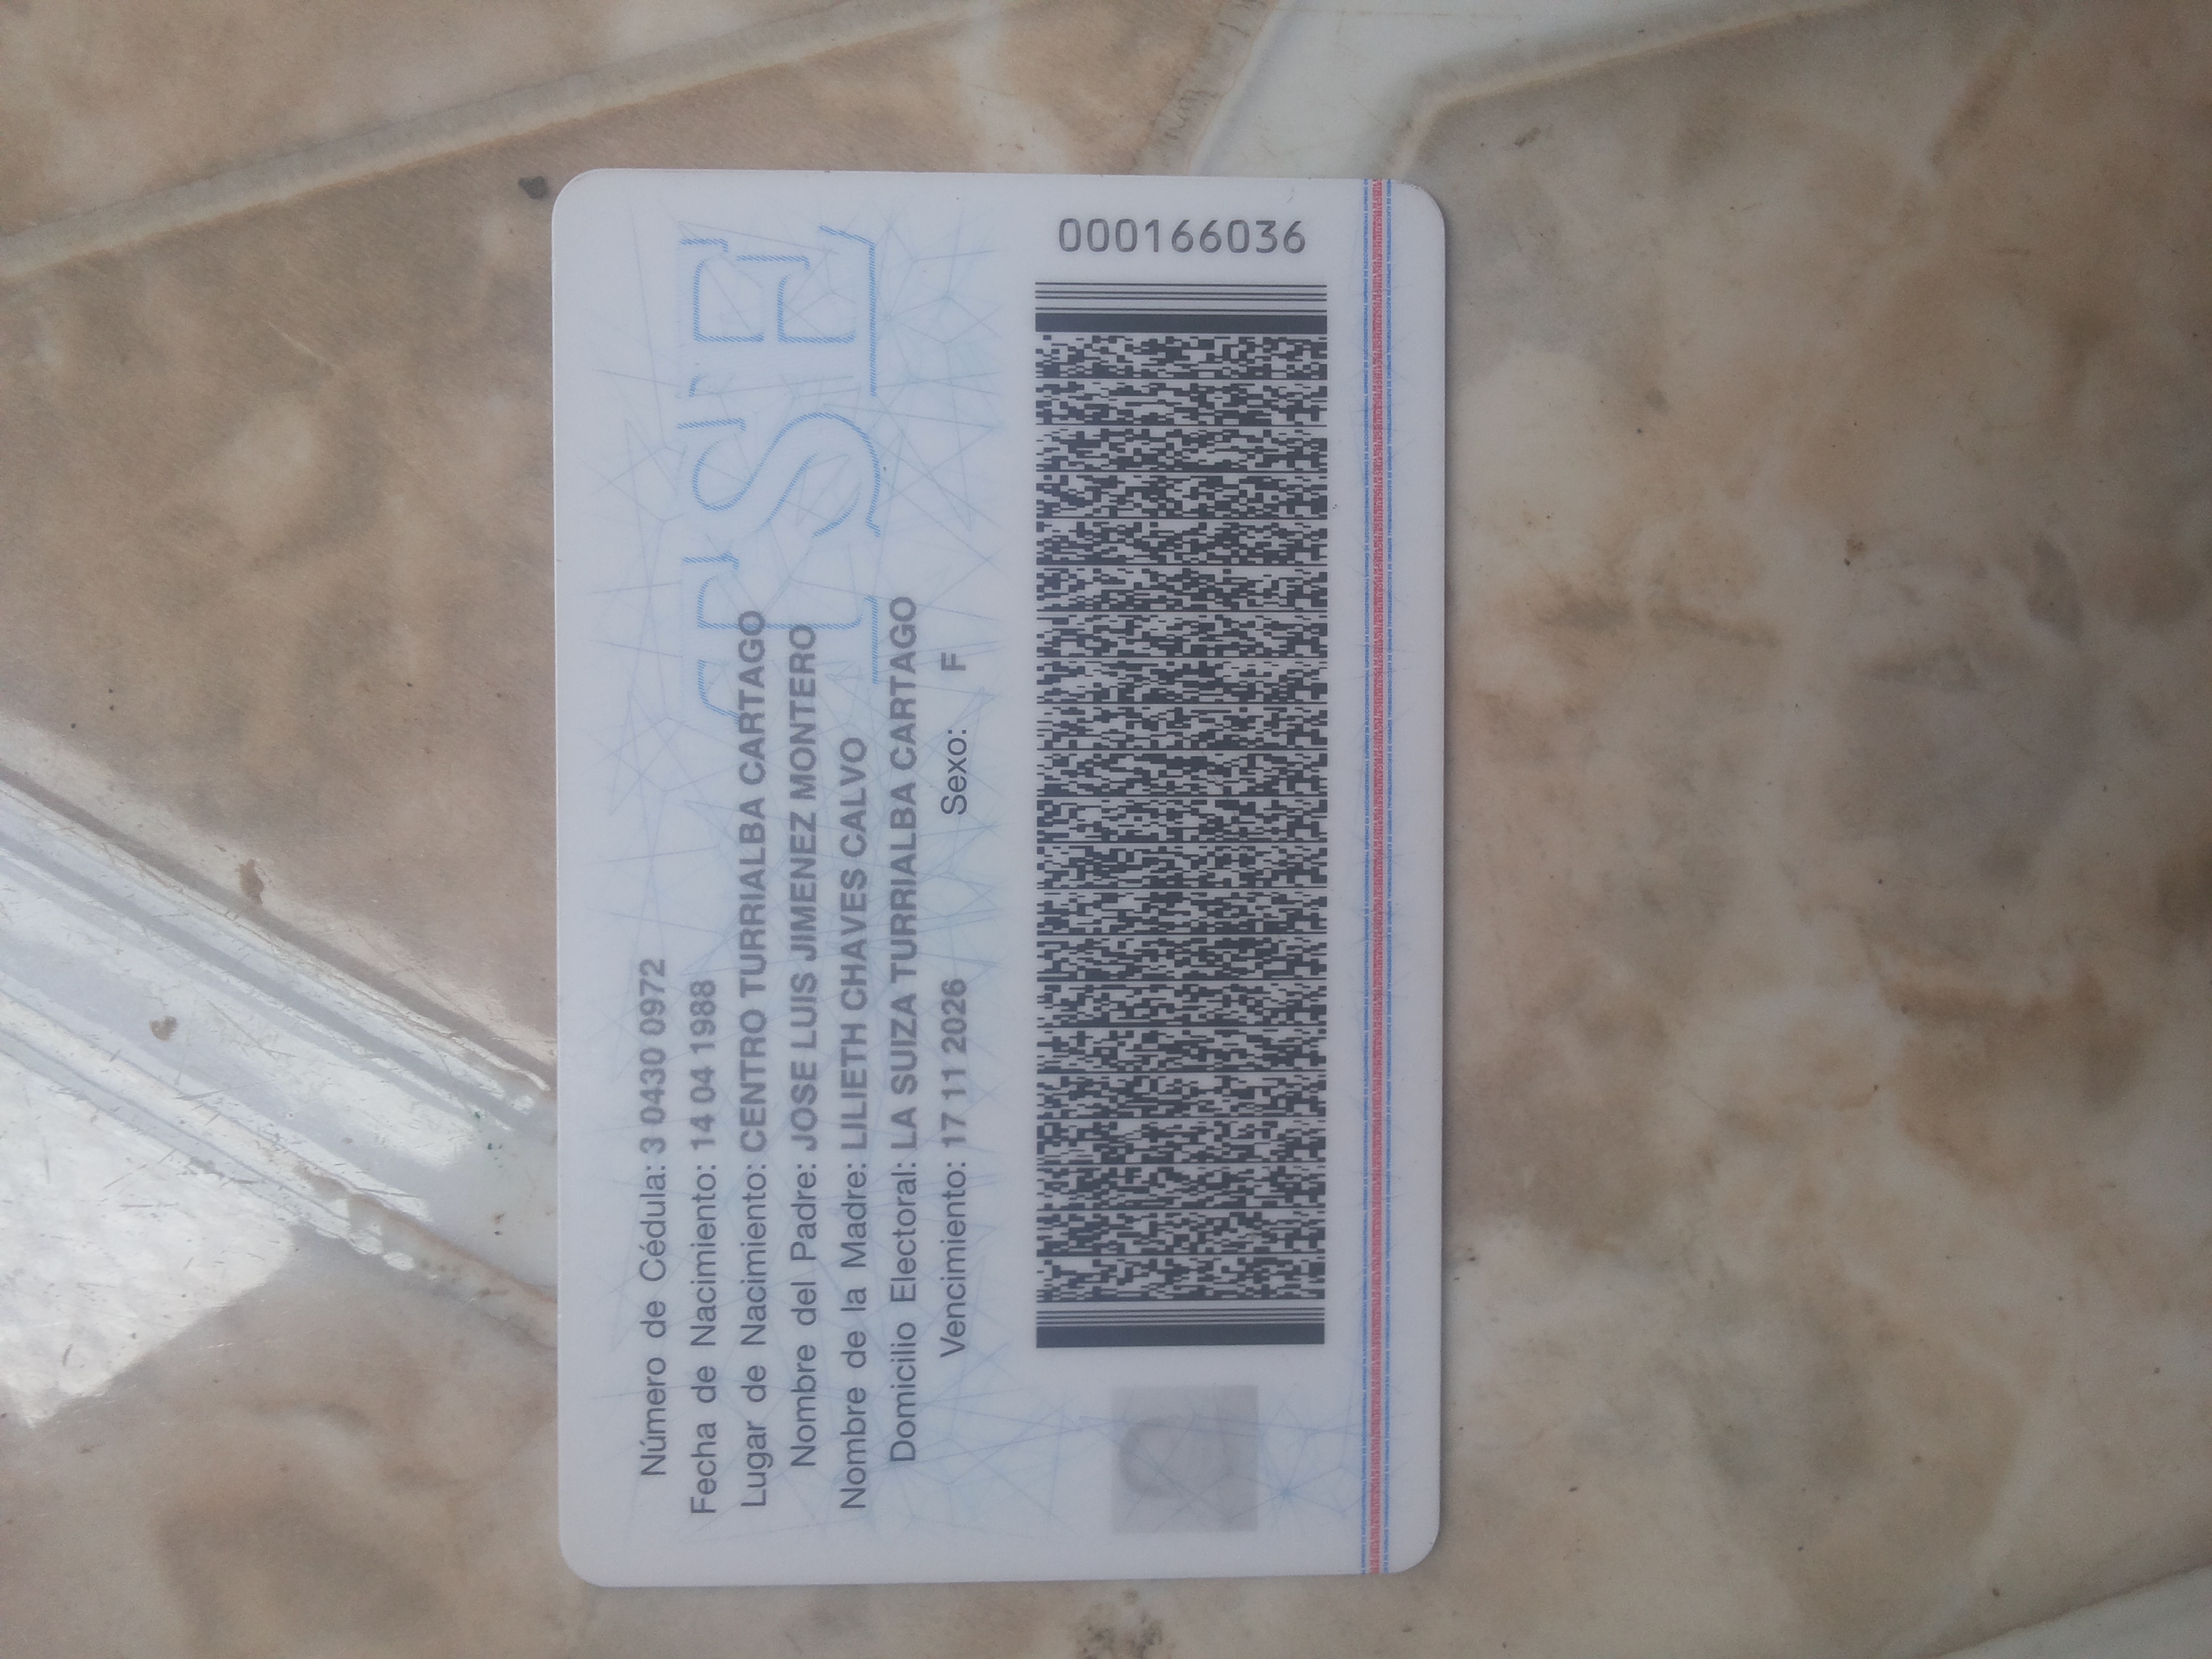 Número de Cédula: 3 0430 0972
Fecha de Nacimiento: 14 04 1988
Lugar de Nacimiento: CENTRO TURRIALBA CARTAGO
Nombre del Padre: JOSE LUIS JIMENEZ MONTERO
Nombre de la Madre: LILIETH CHAVES CALVO
Domicilio Electoral: LA SUIZA TURRIALBA CARTAGO
Vencimiento: 17 11 2026 Sexo: F
TSE
000166036